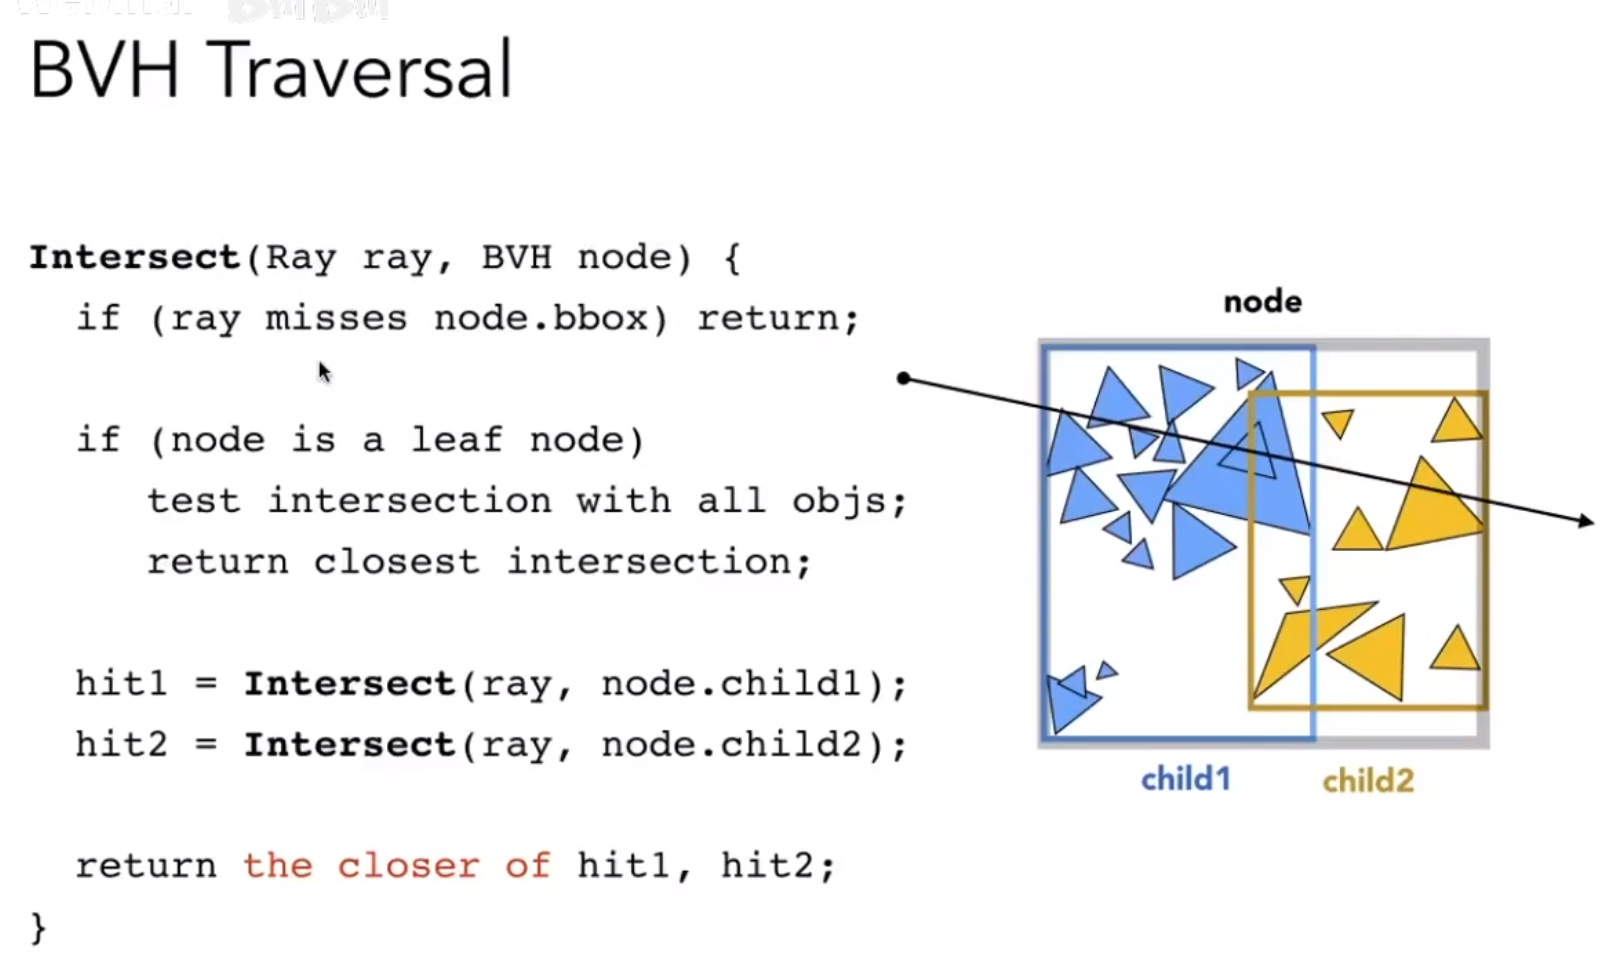 BVH Traversal
Intersect(Ray ray, BVH node) {
if (ray misses node.bbox) return;
if (node is a leaf node)
test intersection with all objs;
return closest intersection;
hit1 = Intersect(ray, node.child1);
hit2 = Intersect(ray, node.child2);
return the closer of hit1, hit2;
}
node
child1
child2